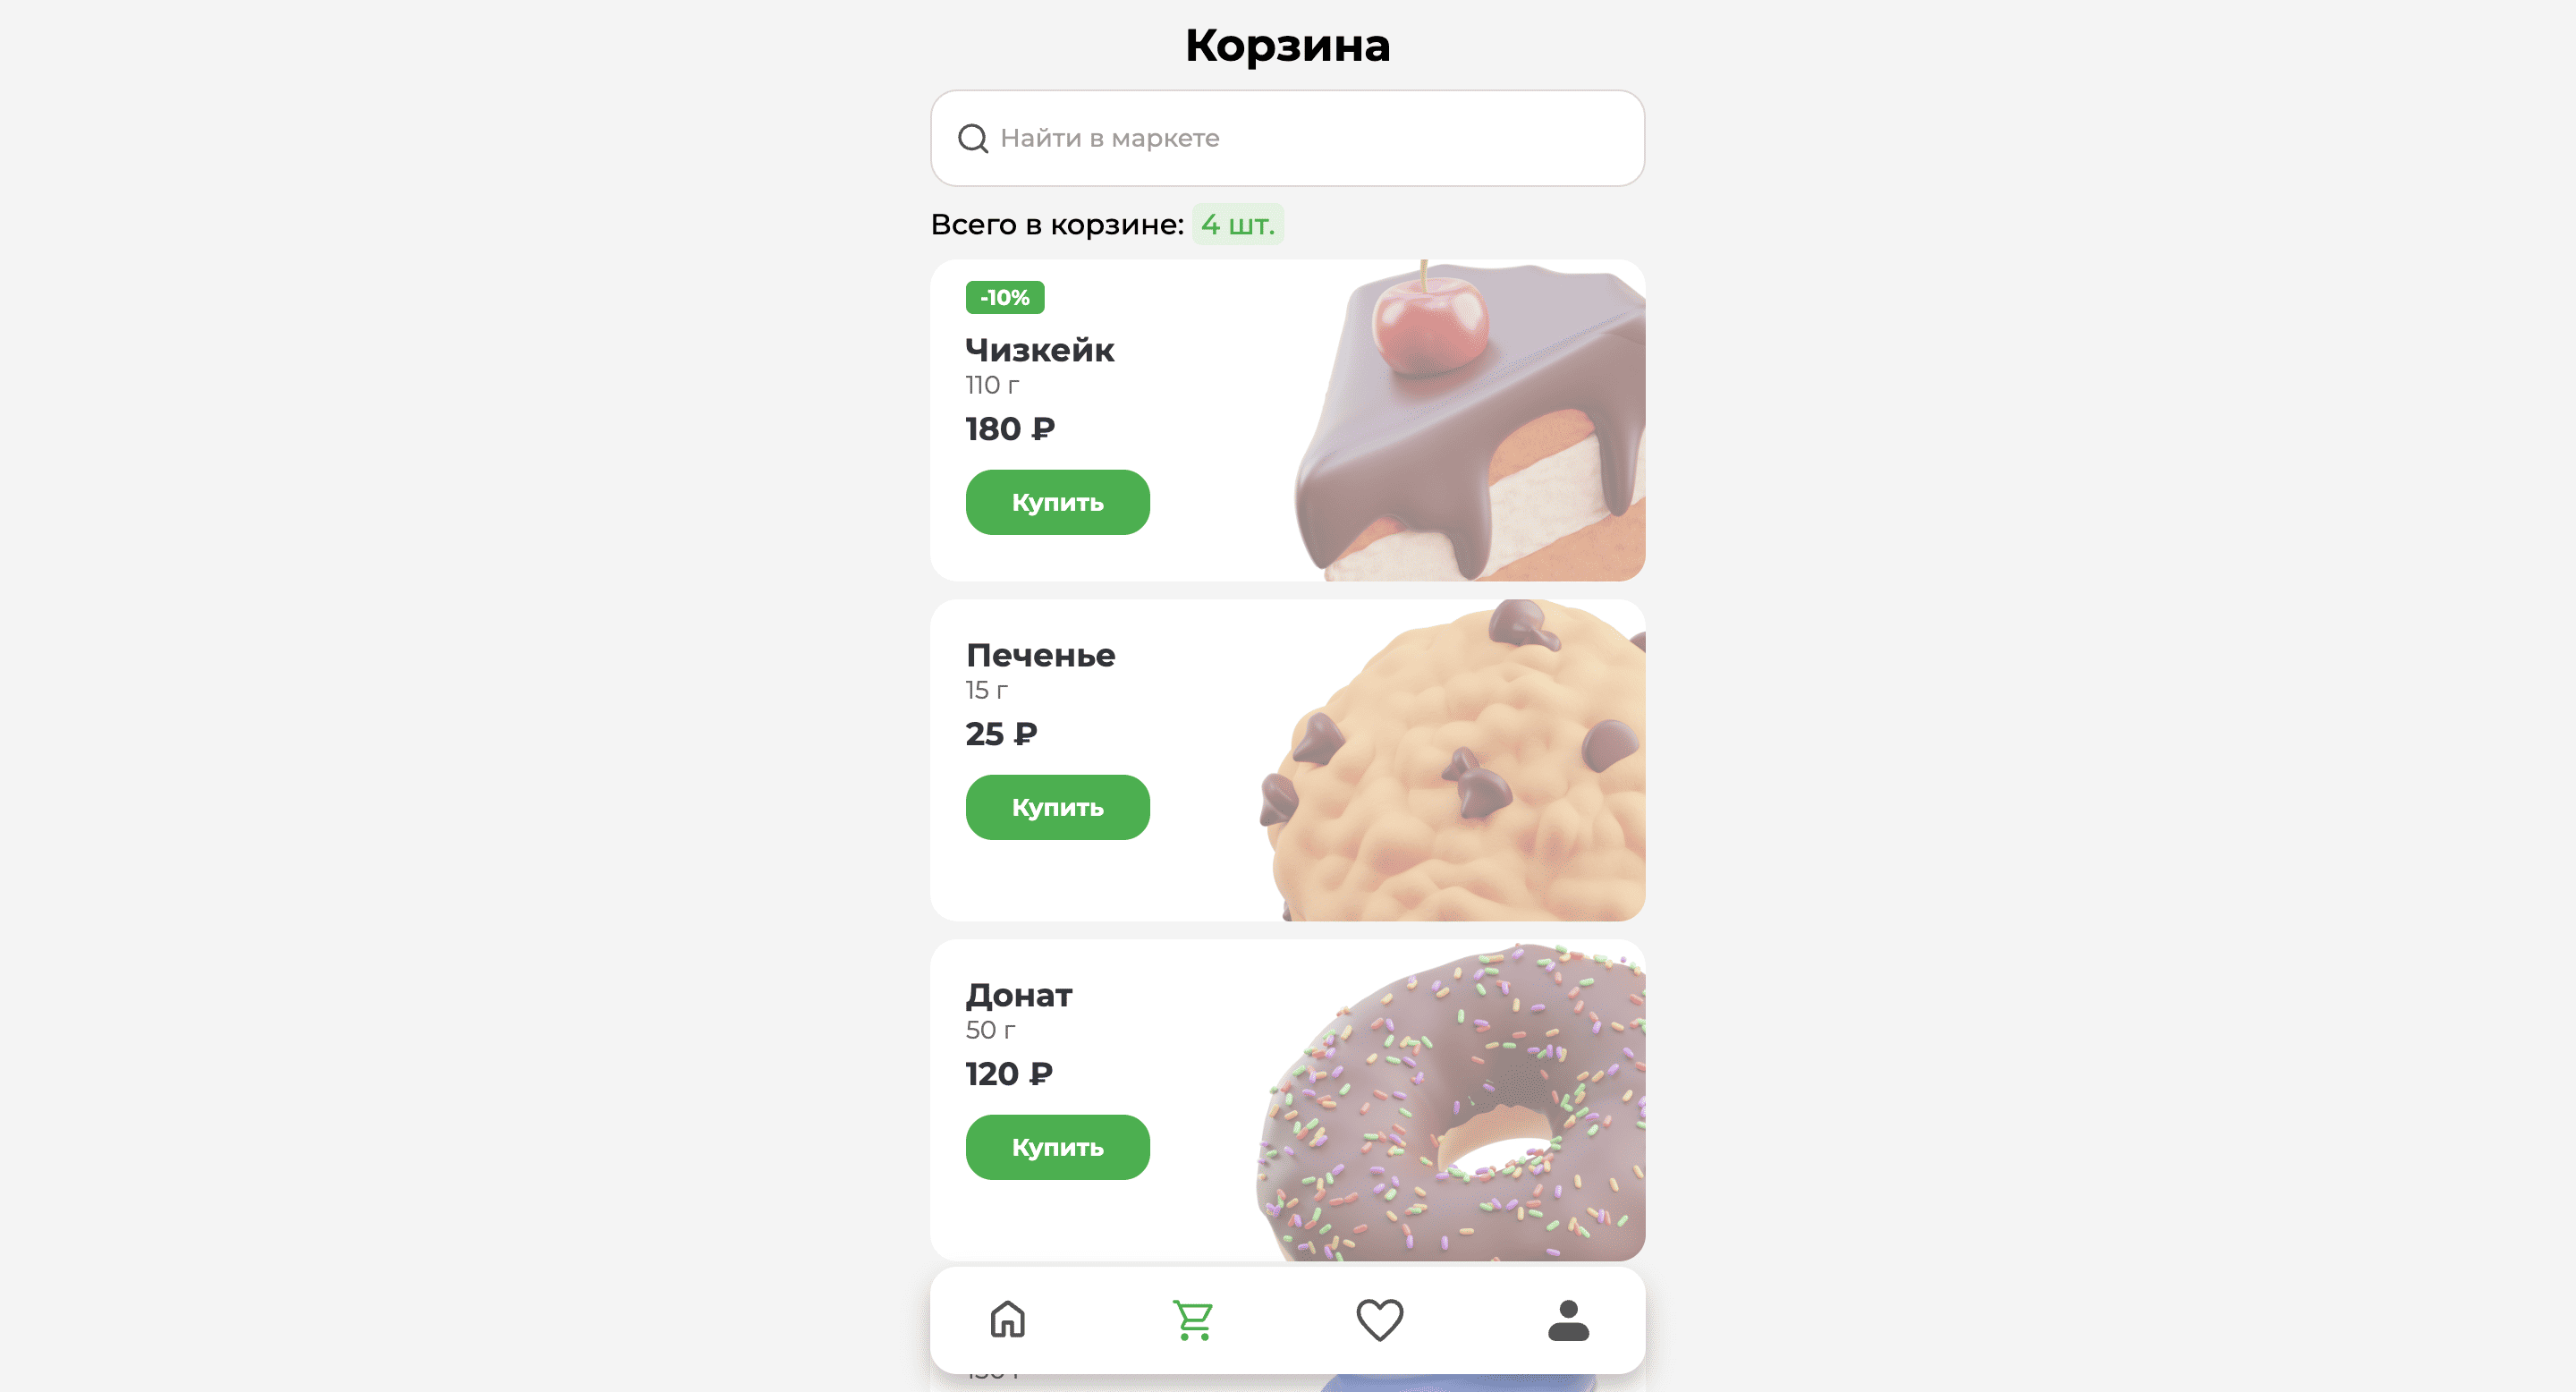 Корзина
Найти в маркете
Всего в корзине: 4 шт.
-10%
Чизкейк
110 г
180 ₽
Купить
Печенье
15 г
25 ₽
Купить
Донат
50 г
120 ₽
Купить